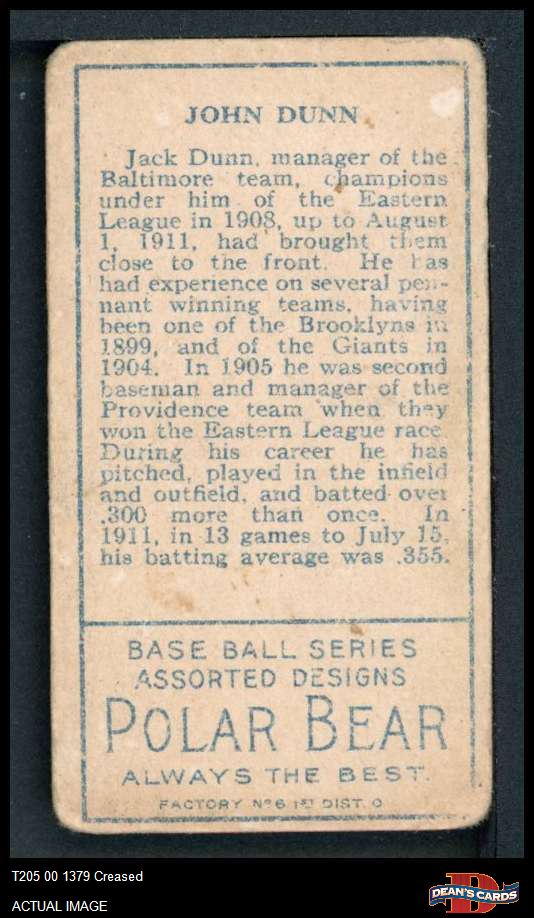 JOHN DUNN
Jack Dunn, manager of the
Baltimore team, champions
under him of the Eastern
League in 1908, up to August
1, 1911, had brought them
close to the front. He has
had experience on several pen-
nant winning teams, having
been one of the Brooklyns in
1899, and of the Giants in
1904. In 1905 he was second
baseman and manager of the
Providence team when they
won the Eastern League race.
During his career he has
pitched, played in the infield
and outfield, and batted over
.300 more than once. In
1911, in 13 games to July 15,
his batting average was .355.
BASE BALL SERIES
ASSORTED DESIGNS
POLAR BEAR
ALWAYS THE BEST.
FACTORY Nº 6 1ST DIST. O
T205 00 1379 Creased
ACTUAL IMAGE
DEAN'S CARDS